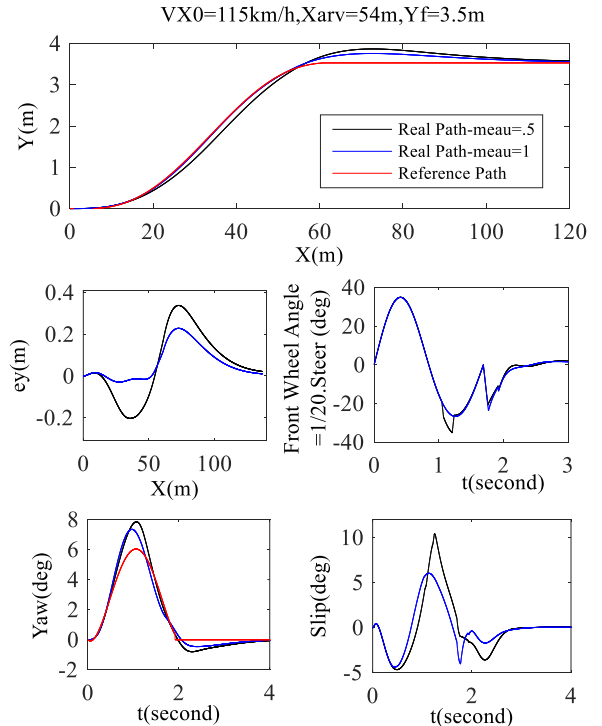 VX0=115km/h,Xarv=54m,Yf=3.5m
4
3
2
1
0
Y(m)
Real Path-meau=.5
Real Path-meau=1
Reference Path
0
20
40
60
80
100
120
X(m)
0.4
0.2
0
-0.2
ey(m)
0
50
100
X(m)
40
20
0
-20
-40
Front Wheel Angle
=1/20.Steer (deg)
0
1
2
3
t(second)
8
6
4
2
0
-2
Yaw(deg)
0
2
4
t(second)
10
5
0
-5
Slip(deg)
0
2
4
t(second)